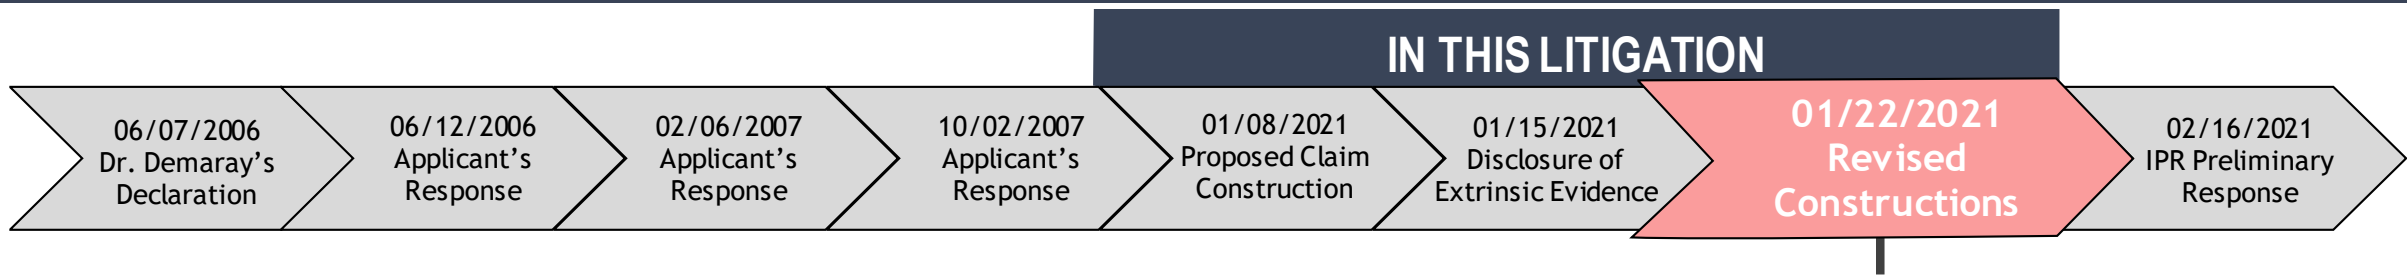 IN THIS LITIGATION
06/07/2006
Dr. Demaray’s
Declaration
06/12/2006
Applicant’s
Response
02/06/2007
Applicant’s
Response
10/02/2007
Applicant’s
Response
01/08/2021
Proposed Claim
Construction
01/15/2021
Disclosure of
Extrinsic Evidence
01/22/2021
Revised
Constructions
02/16/2021
IPR Preliminary
Response